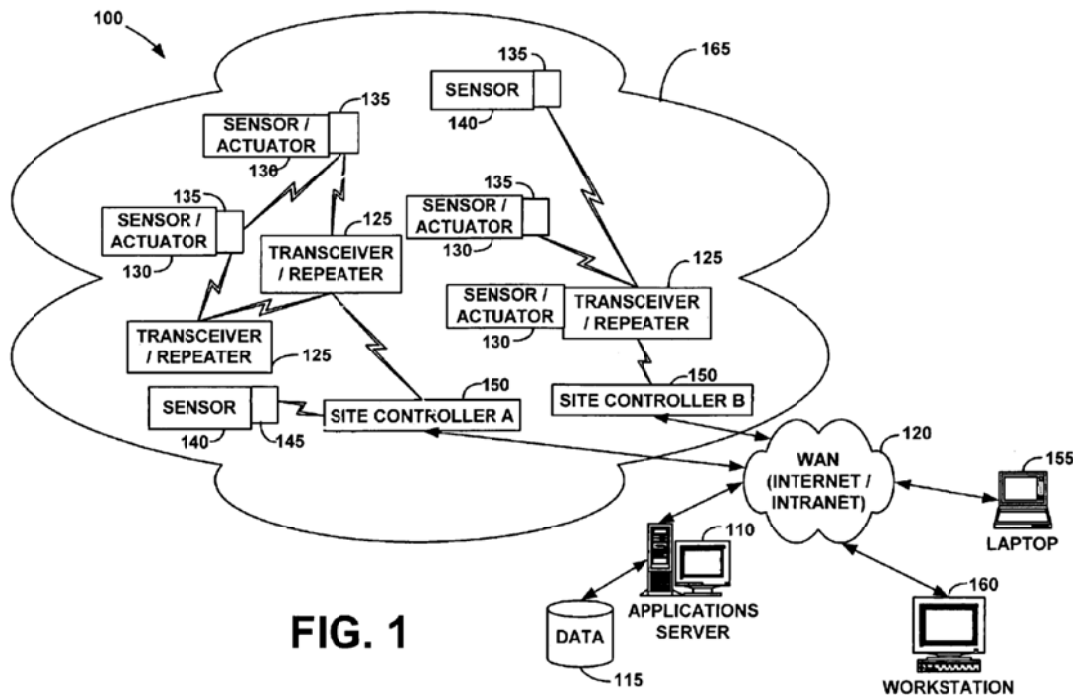 100
165
135
SENSOR
140
135
SENSOR /
ACTUATOR
130
135
SENSOR /
ACTUATOR
130
135
SENSOR /
ACTUATOR
130
125
TRANSCEIVER
/ REPEATER
125
TRANSCEIVER
/ REPEATER
SENSOR /
ACTUATOR
130
TRANSCEIVER
/ REPEATER
125
150
SITE CONTROLLER A
150
SITE CONTROLLER B
SENSOR
140
145
120
WAN
(INTERNET /
INTRANET)
155
LAPTOP
110
APPLICATIONS
SERVER
160
WORKSTATION
DATA
115
FIG. 1